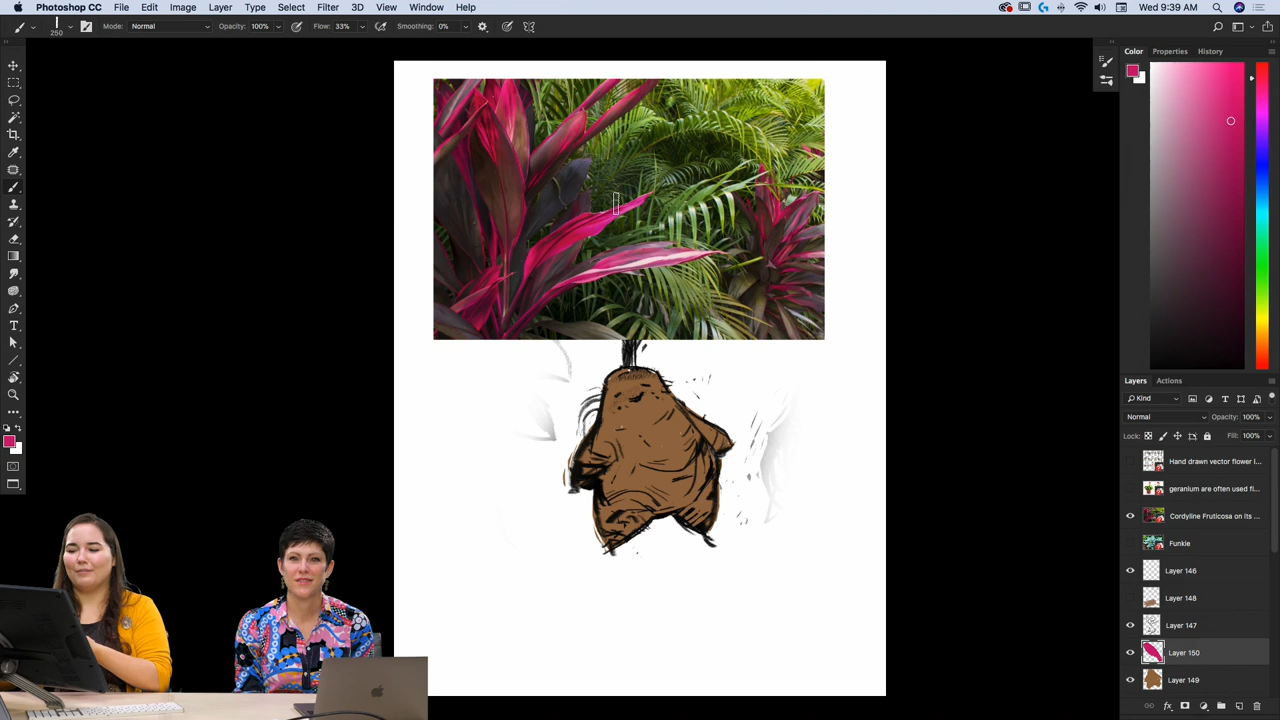 Photoshop CC File Edit Image Layer Type Select Filter 3D View Window Help Wed 9:39 AM
250 Mode: Normal Opacity: 100% Flow: 33% Smoothing: 0%
Color Properties History
Layers Actions
Kind
Normal Opacity: 100%
Lock: Fill: 100%
Hand drawn vector flower i...
geranium are often used fl...
Cordyline Fruticosa on Its ...
Funkie
Layer 146
Layer 148
Layer 147
Layer 150
Layer 149